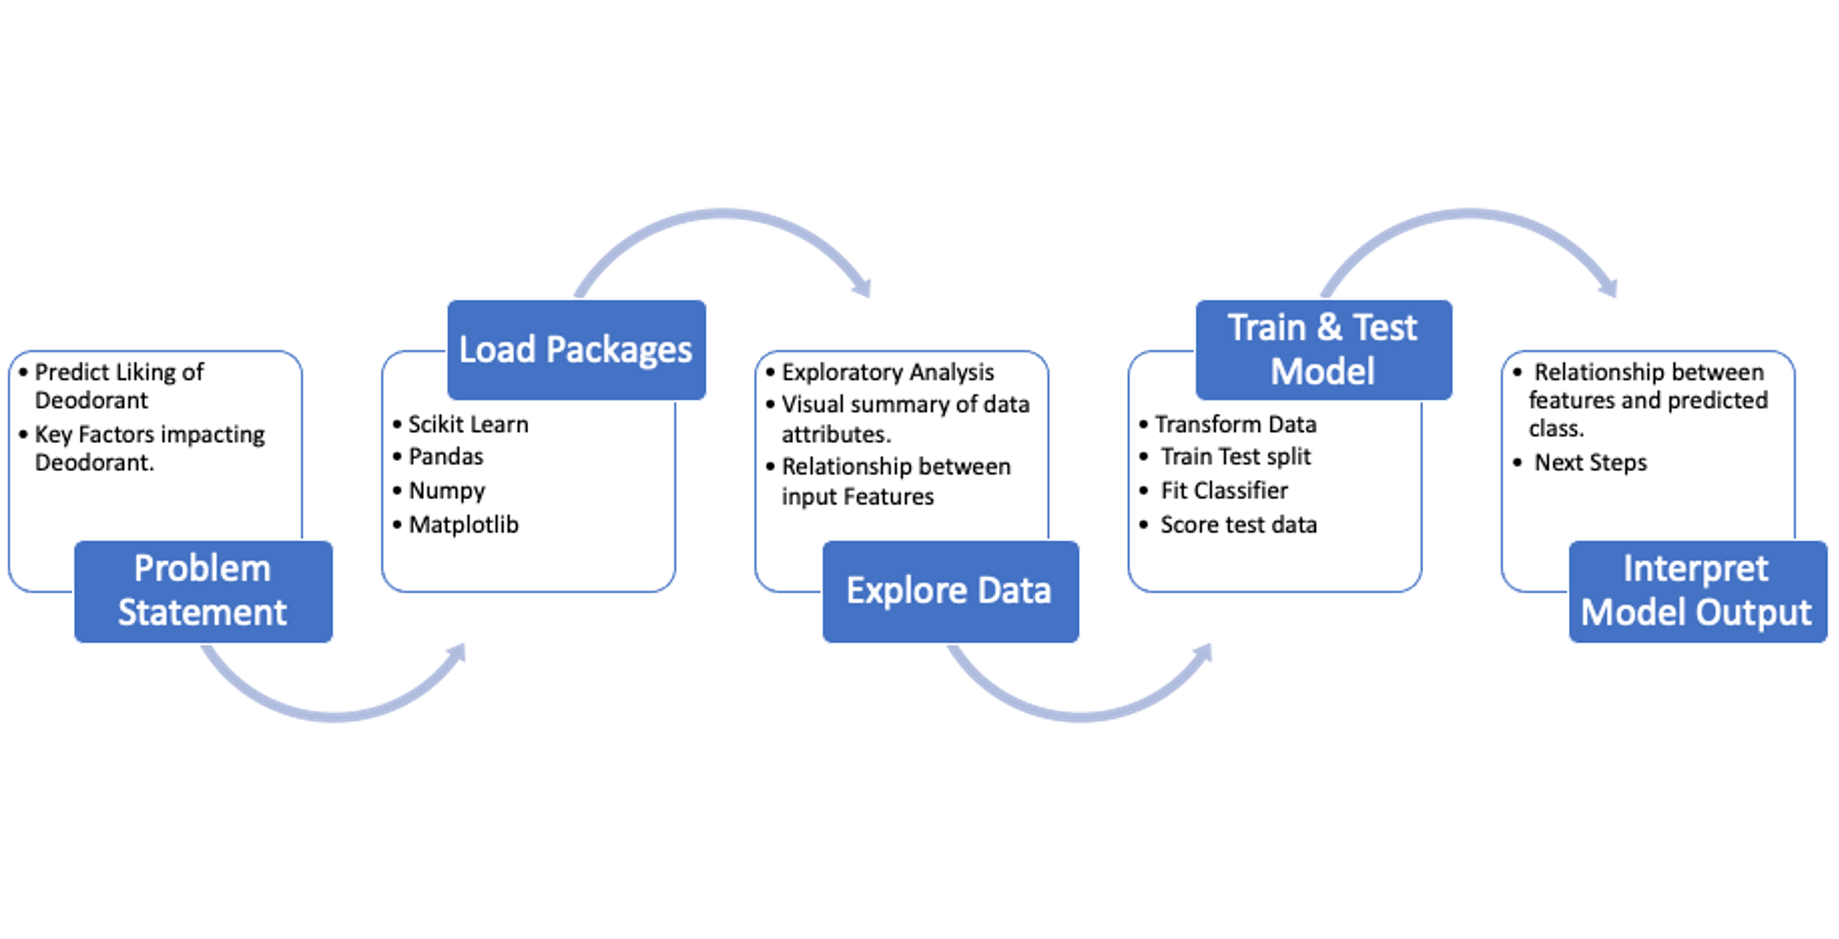 • Predict Liking of
Deodorant
• Key Factors impacting
Deodorant.
Problem
Statement
Load Packages
• Scikit Learn
• Pandas
• Numpy
• Matplotlib
• Exploratory Analysis
• Visual summary of data
attributes.
• Relationship between
input Features
Explore Data
Train & Test
Model
• Transform Data
• Train Test split
• Fit Classifier
• Score test data
• Relationship between
features and predicted
class.
• Next Steps
Interpret
Model Output